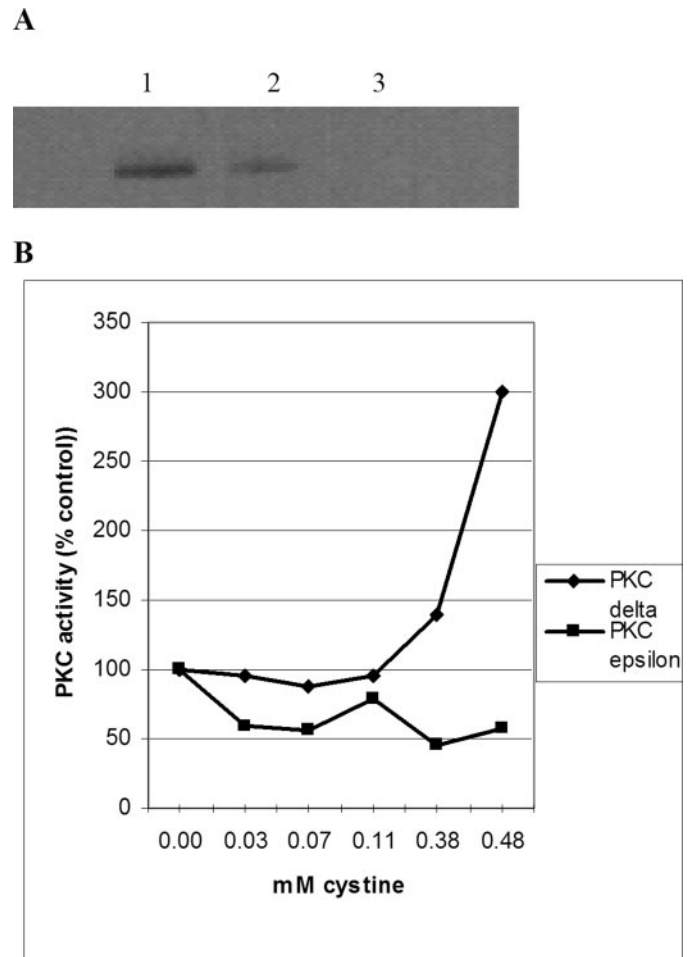 A
1 2 3
B
350
300
250
200
150
100
50
0
PKC activity (% control))
0.00 0.03 0.07 0.11 0.38 0.48
mM cystine
PKC
delta
PKC
epsilon